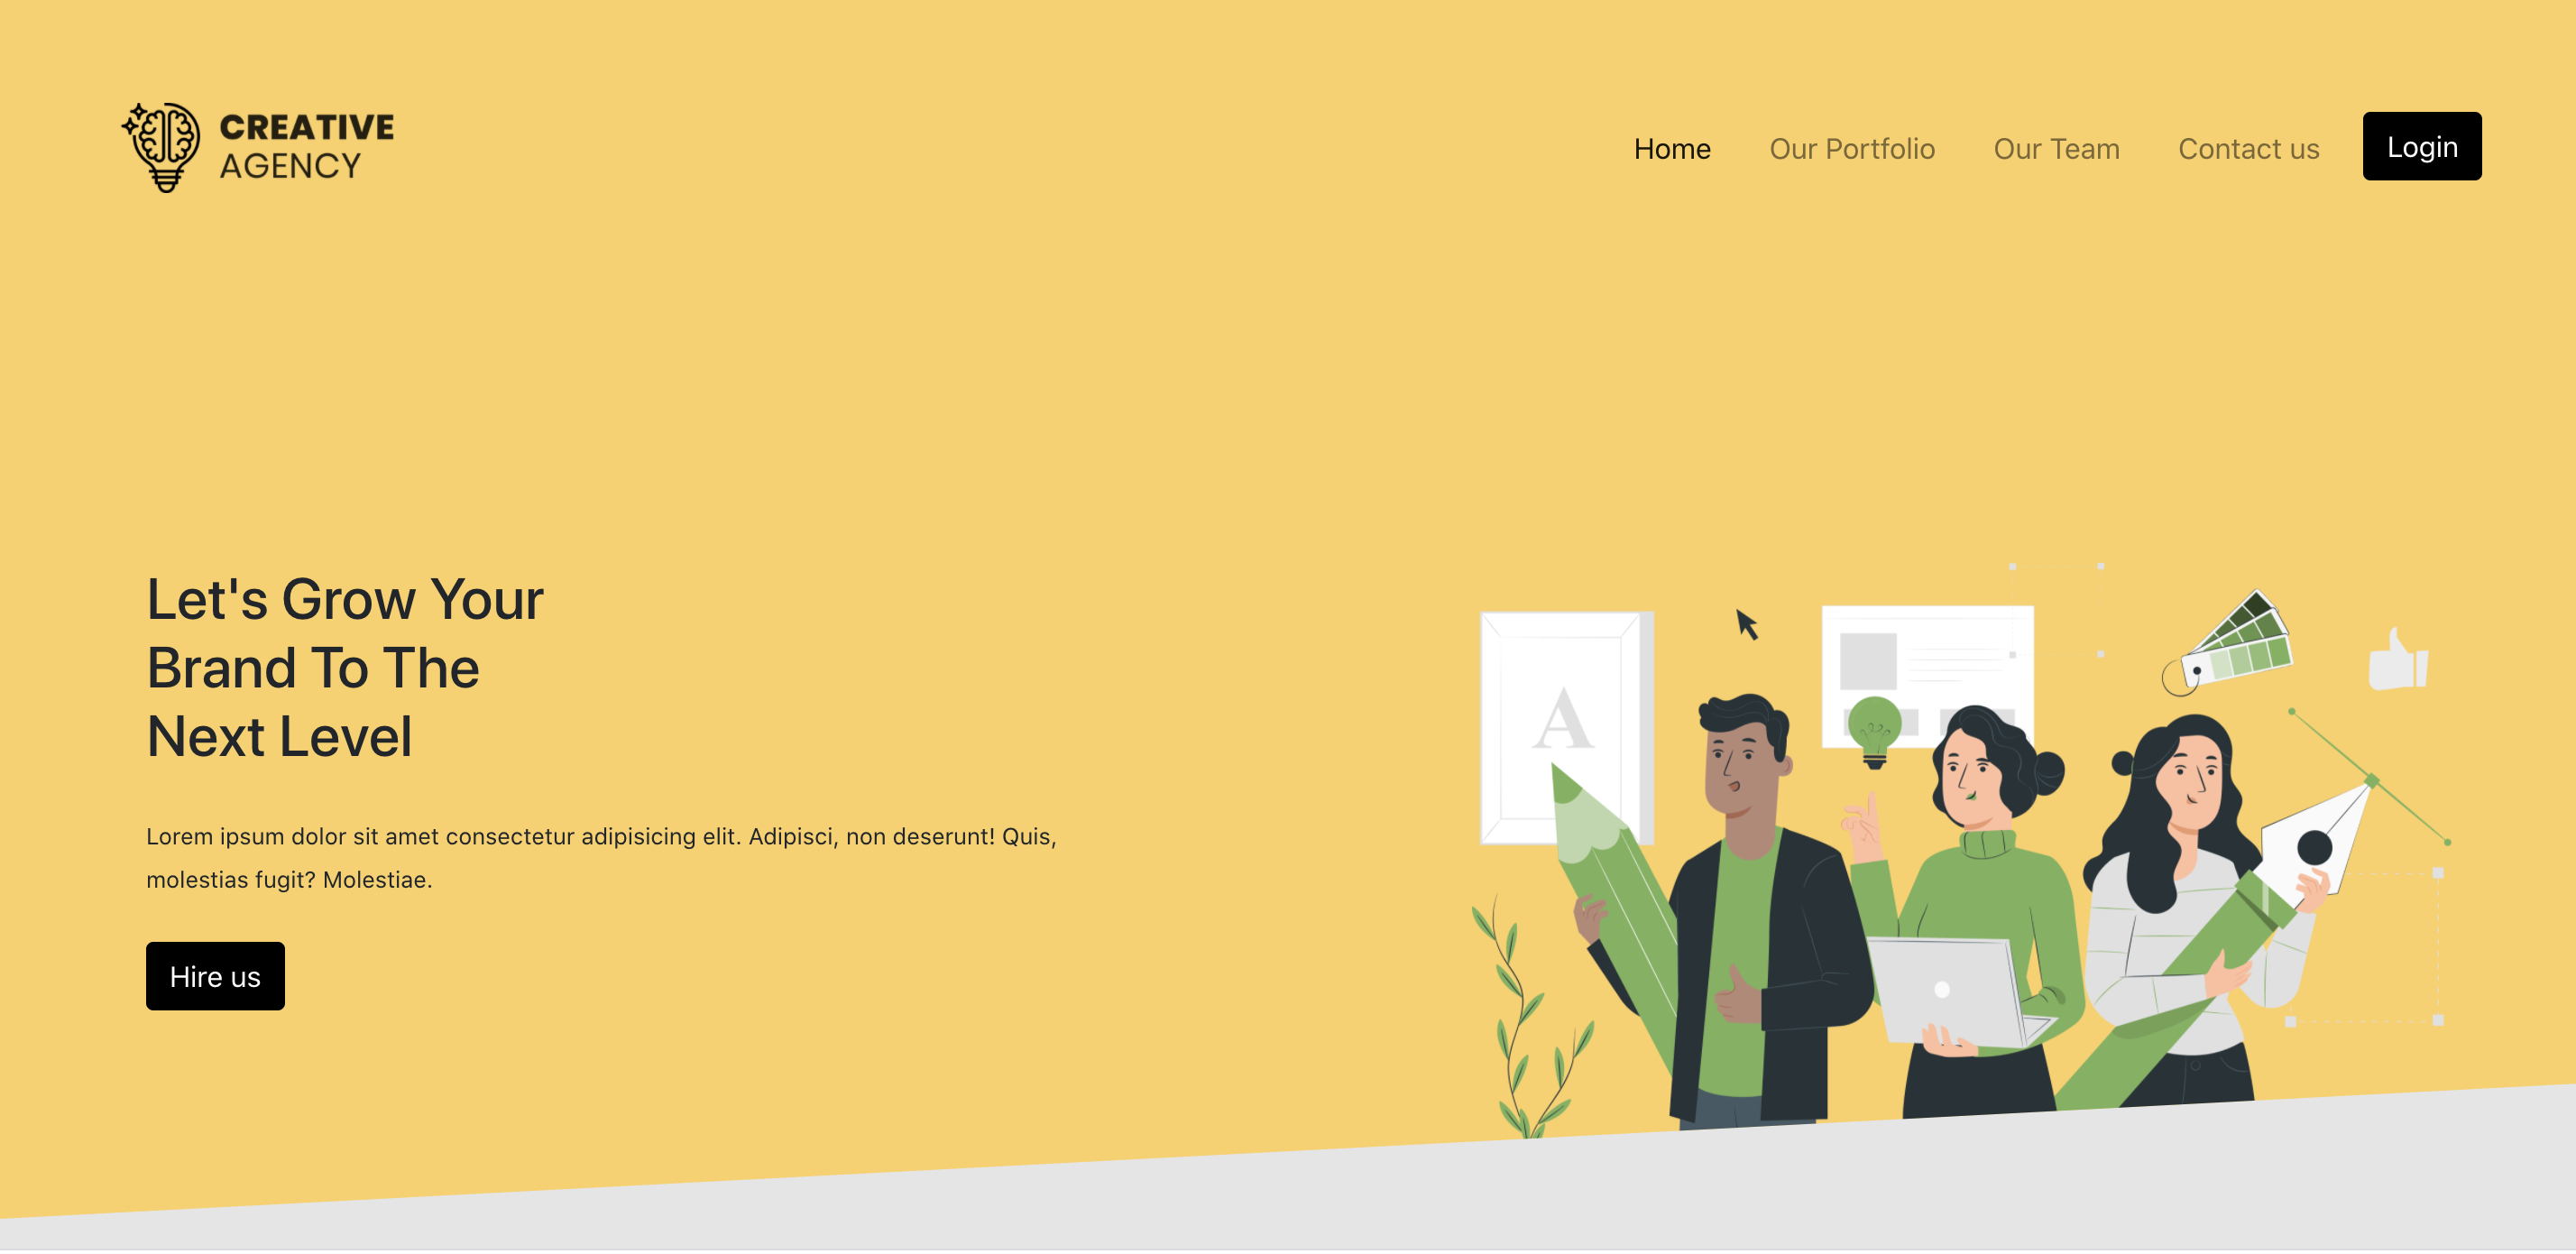 CREATIVE
AGENCY
Home
Our Portfolio
Our Team
Contact us
Login
Let's Grow Your
Brand To The
Next Level
A
Lorem ipsum dolor sit amet consectetur adipisicing elit. Adipisci, non deserunt! Quis,
molestias fugit? Molestiae.
Hire us